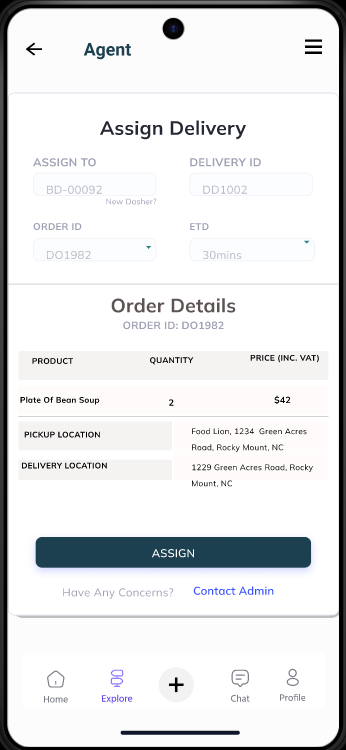 Agent
Assign Delivery
ASSIGN TO DELIVERY ID
BD-00092 DD1002
New Dasher?
ORDER ID ETD
DO1982 30mins
Order Details
ORDER ID: DO1982
PRODUCT QUANTITY PRICE (INC. VAT)
Plate Of Bean Soup 2 $42
PICKUP LOCATION Food Lion, 1234 Green Acres
Road, Rocky Mount, NC
DELIVERY LOCATION 1229 Green Acres Road, Rocky
Mount, NC
ASSIGN
Have Any Concerns? Contact Admin
Home Explore Chat Profile